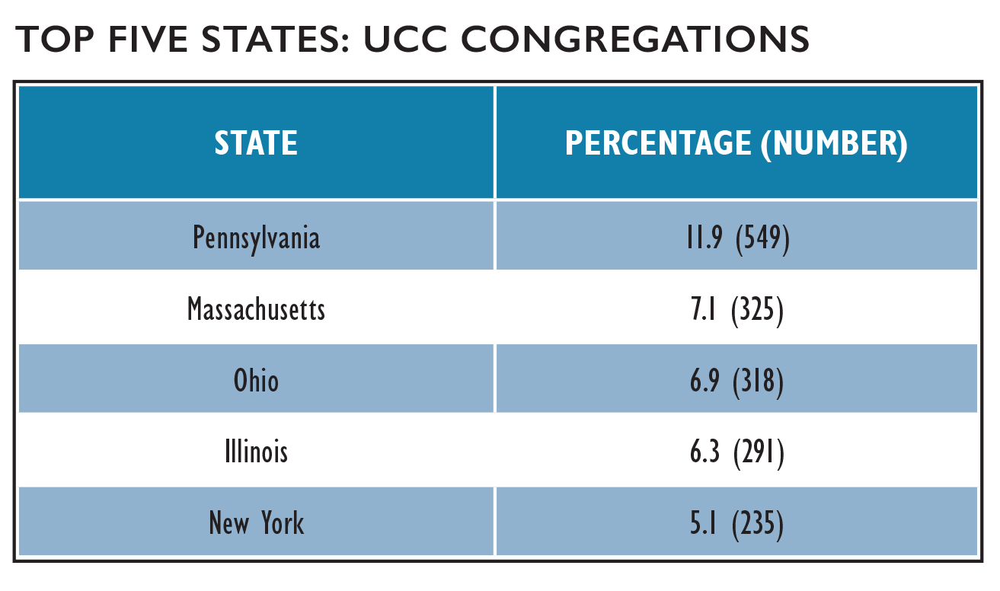 TOP FIVE STATES: UCC CONGREGATIONS
STATE PERCENTAGE (NUMBER)
Pennsylvania 11.9 (549)
Massachusetts 7.1 (325)
Ohio 6.9 (318)
Illinois 6.3 (291)
New York 5.1 (235)